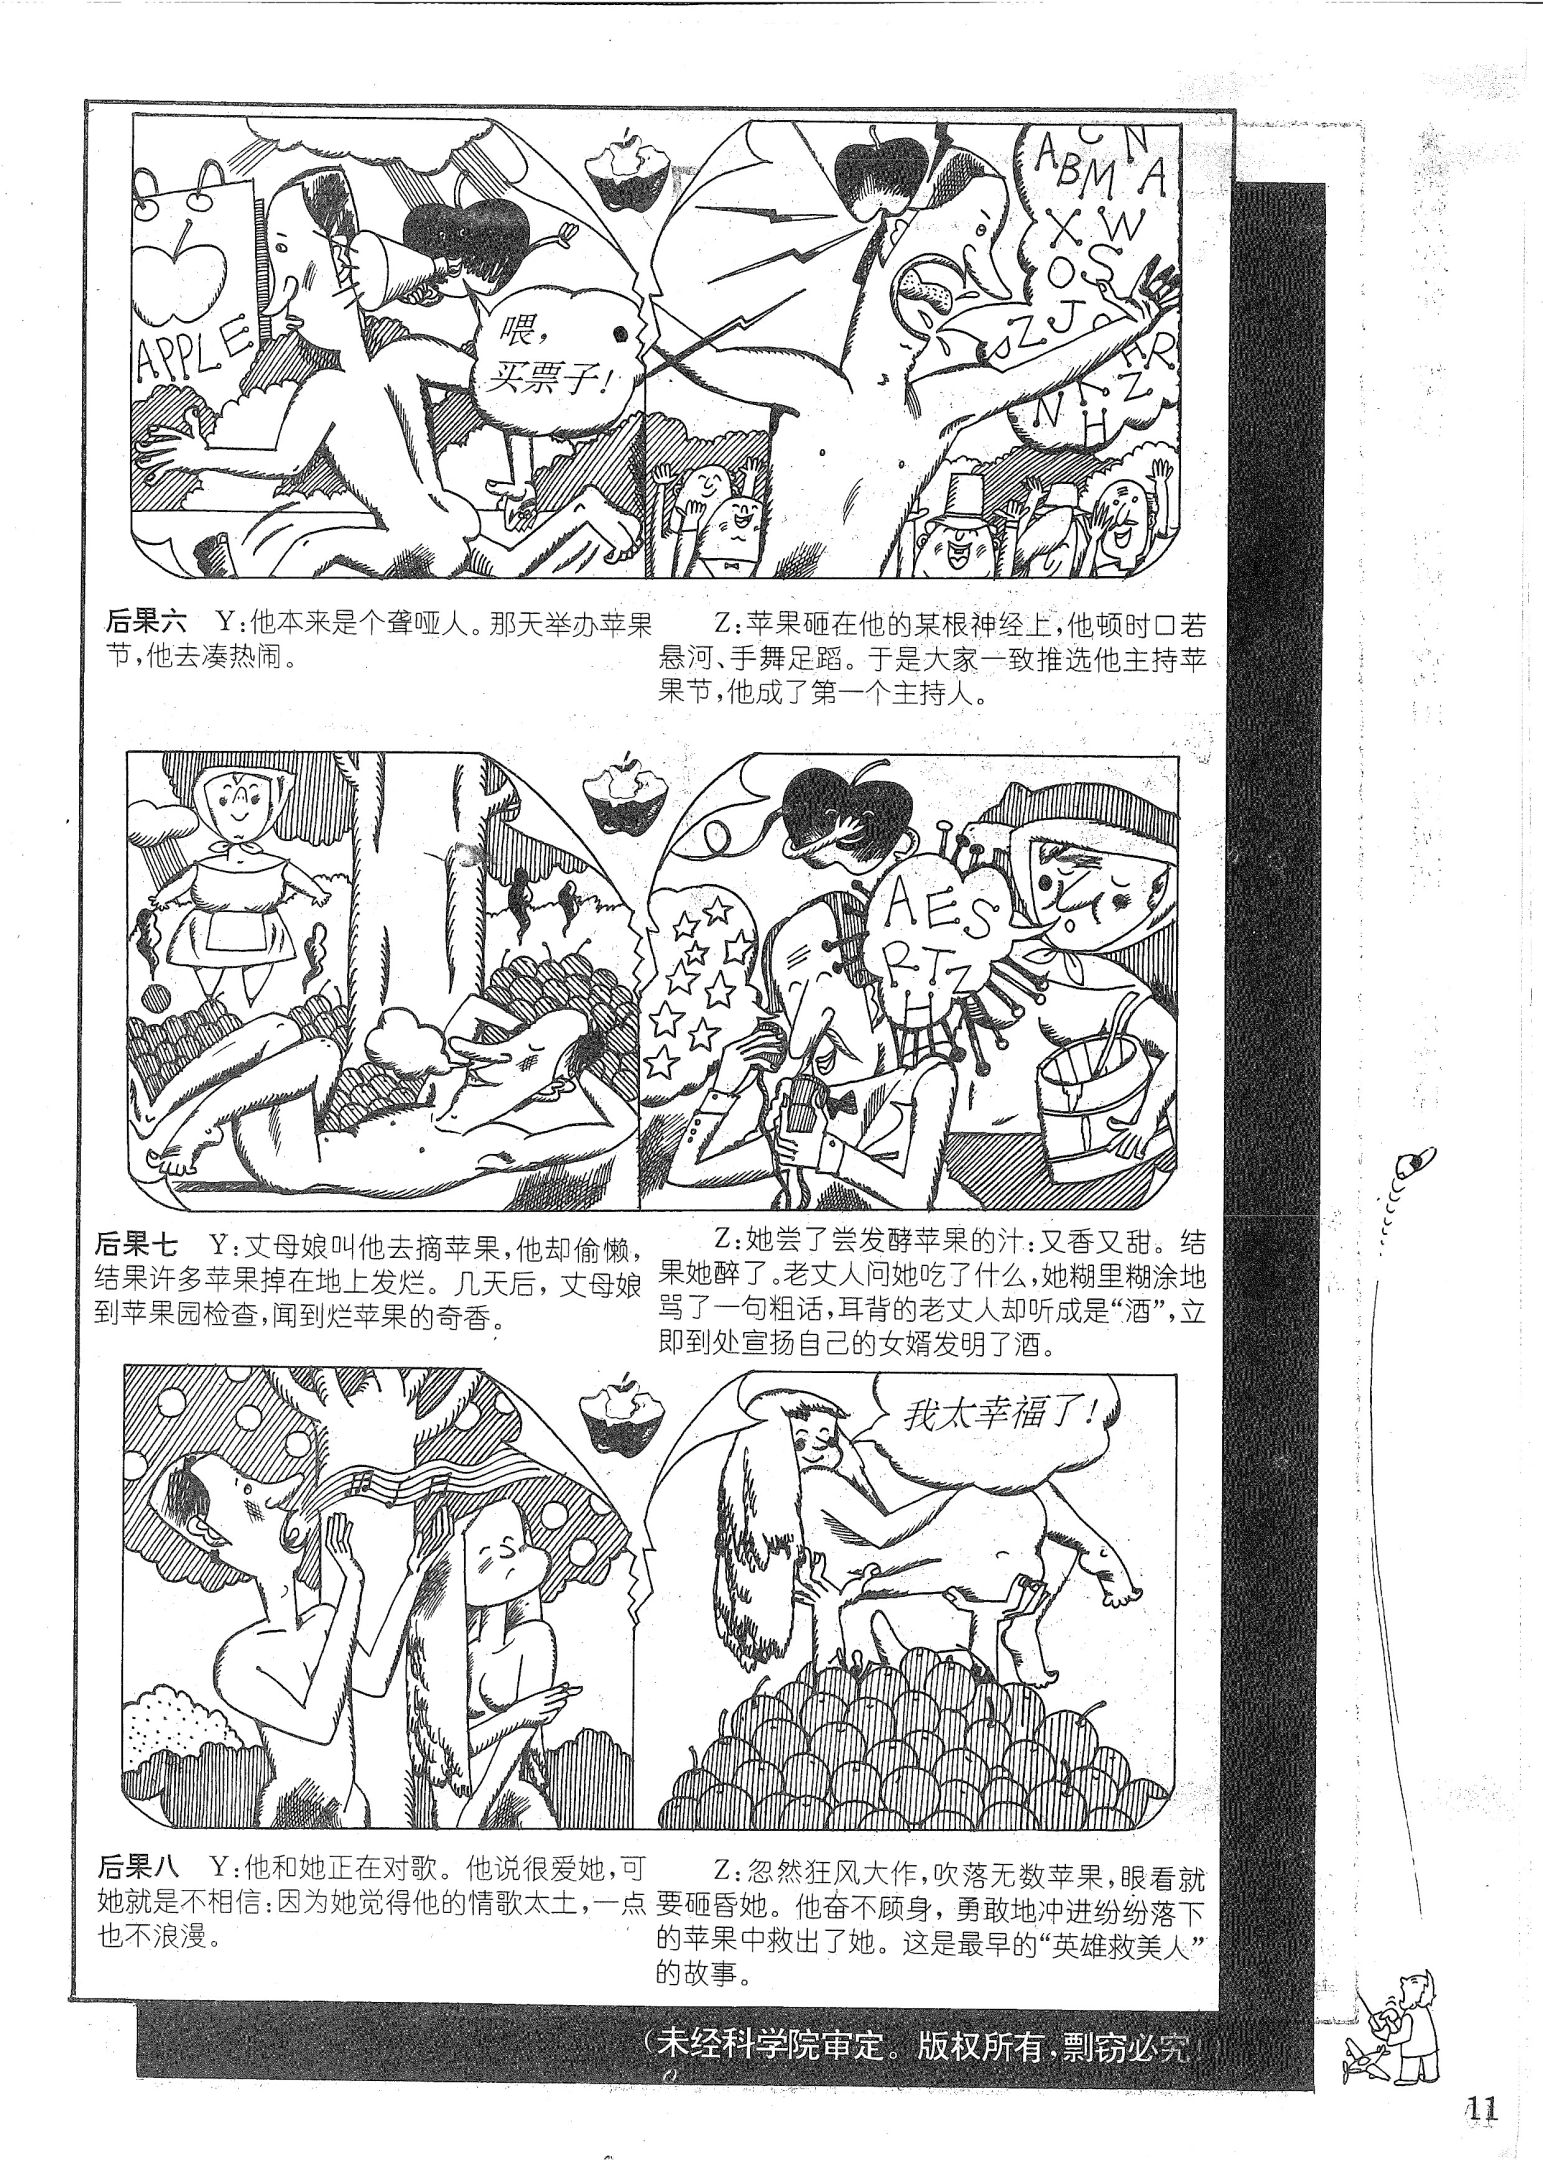 APPLE
喂，
买票子！
C N
A B M A
X W
O S
Z J
R
N K Z
H
后果六 Y：他本来是个聋哑人。那天举办苹果
节，他去凑热闹。
Z：苹果砸在他的某根神经上，他顿时口若
悬河、手舞足蹈。于是大家一致推选他主持苹
果节，他成了第一个主持人。
A E S
R T Z
H
后果七 Y：丈母娘叫他去摘苹果，他却偷懒，
结果许多苹果掉在地上发烂。几天后，丈母娘
到苹果园检查，闻到烂苹果的奇香。
Z：她尝了尝发酵苹果的汁：又香又甜。结
果她醉了。老丈人问她吃了什么，她糊里糊涂地
骂了一句粗话，耳背的老丈人却听成是“酒”，立
即到处宣扬自己的女婿发明了酒。
我太幸福了！
后果八 Y：他和她正在对歌。他说很爱她，可
她就是不相信：因为她觉得他的情歌太土，一点
也不浪漫。
Z：忽然狂风大作，吹落无数苹果，眼看就
要砸昏她。他奋不顾身，勇敢地冲进纷纷落下
的苹果中救出了她。这是最早的“英雄救美人”
的故事。
（未经科学院审定。版权所有，剽窃必究）
11